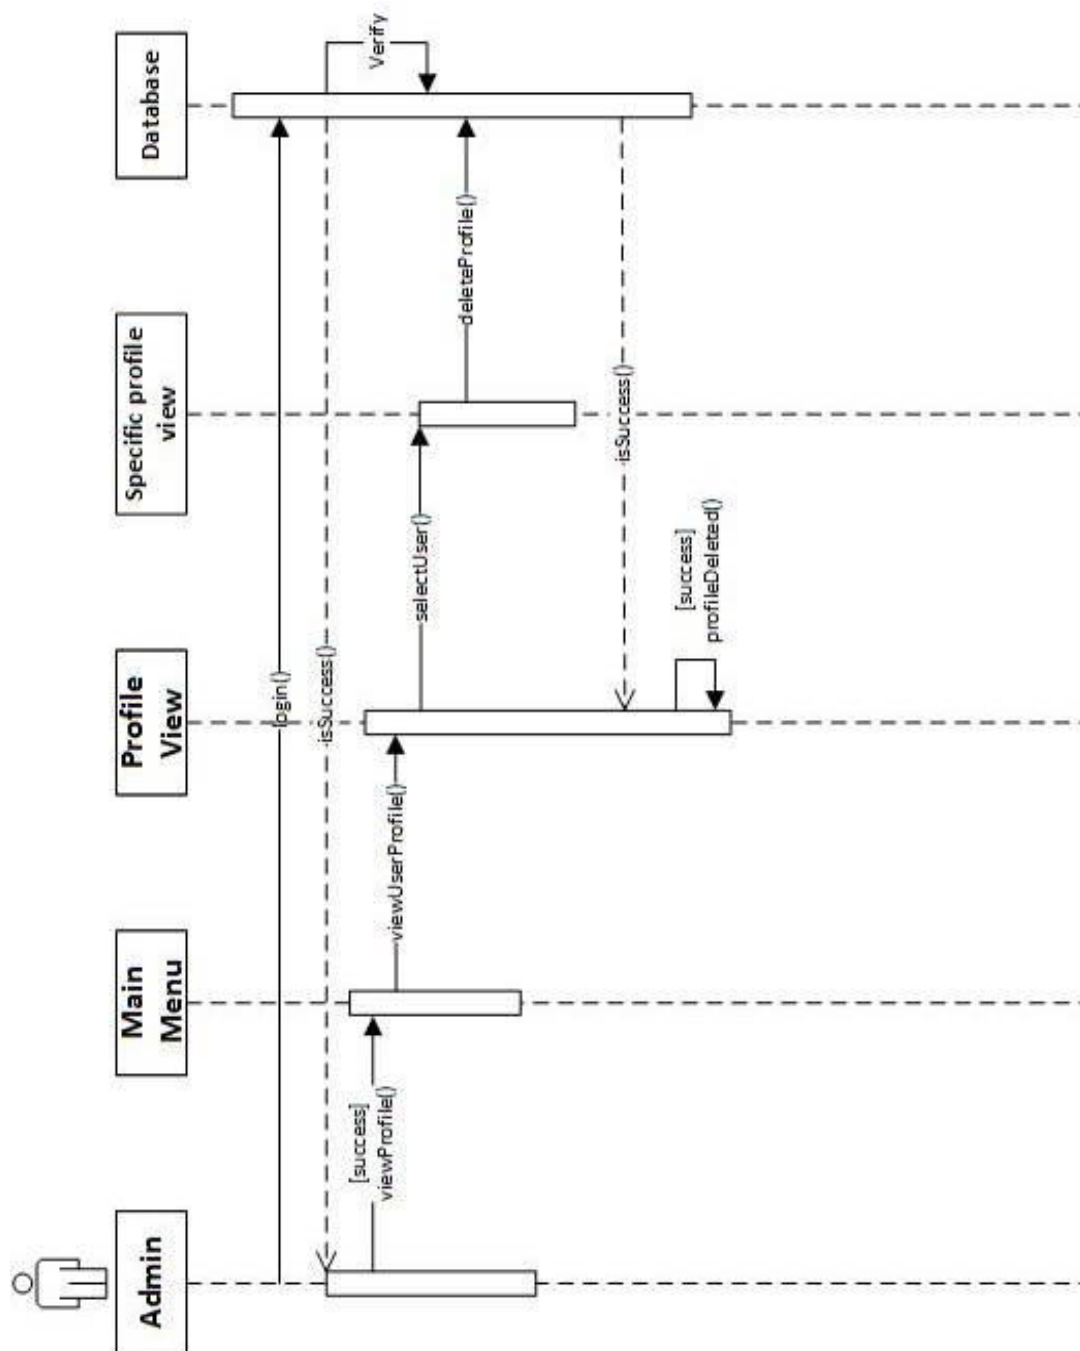 Admin
Main
Menu
Profile
View
Specific profile
view
Database
login()
Verify
isSuccess()
[success]
viewProfile()
viewUserProfile()
selectUser()
deleteProfile()
isSuccess()
[success]
profileDeleted()